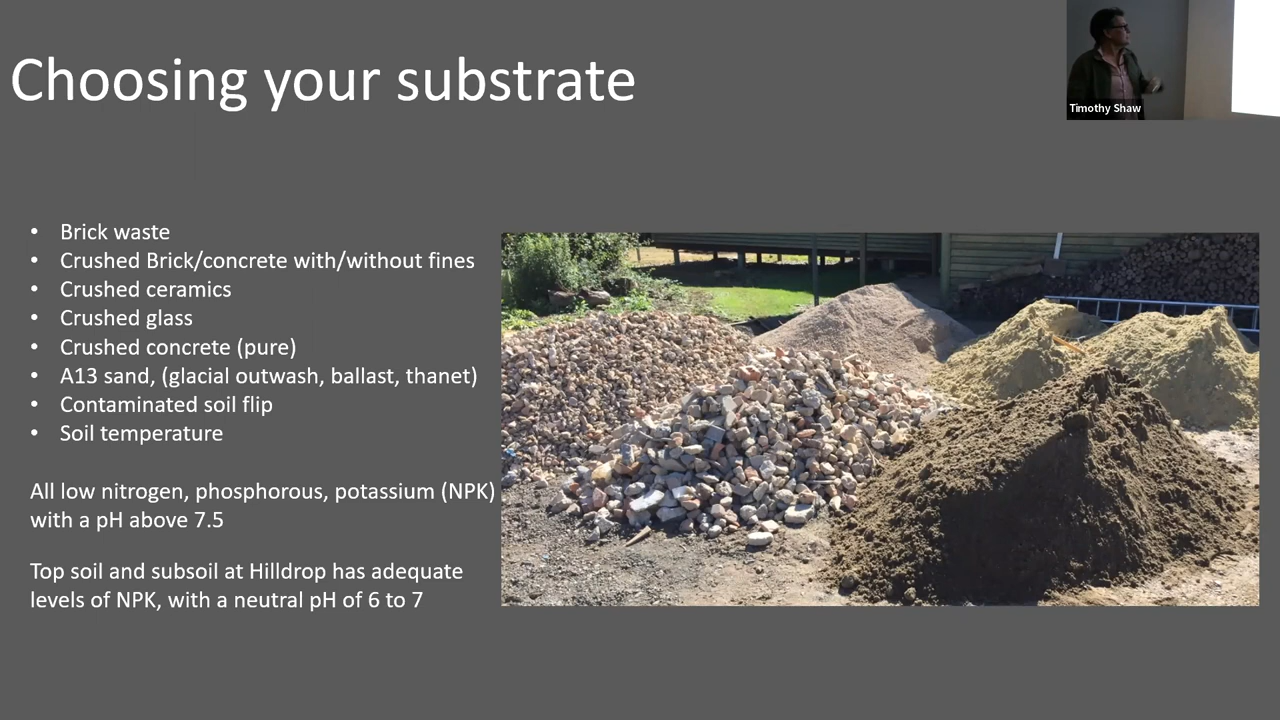 Choosing your substrate
Timothy Shaw
• Brick waste
• Crushed Brick/concrete with/without fines
• Crushed ceramics
• Crushed glass
• Crushed concrete (pure)
• A13 sand, (glacial outwash, ballast, thanet)
• Contaminated soil flip
• Soil temperature
All low nitrogen, phosphorous, potassium (NPK)
with a pH above 7.5
Top soil and subsoil at Hilldrop has adequate
levels of NPK, with a neutral pH of 6 to 7